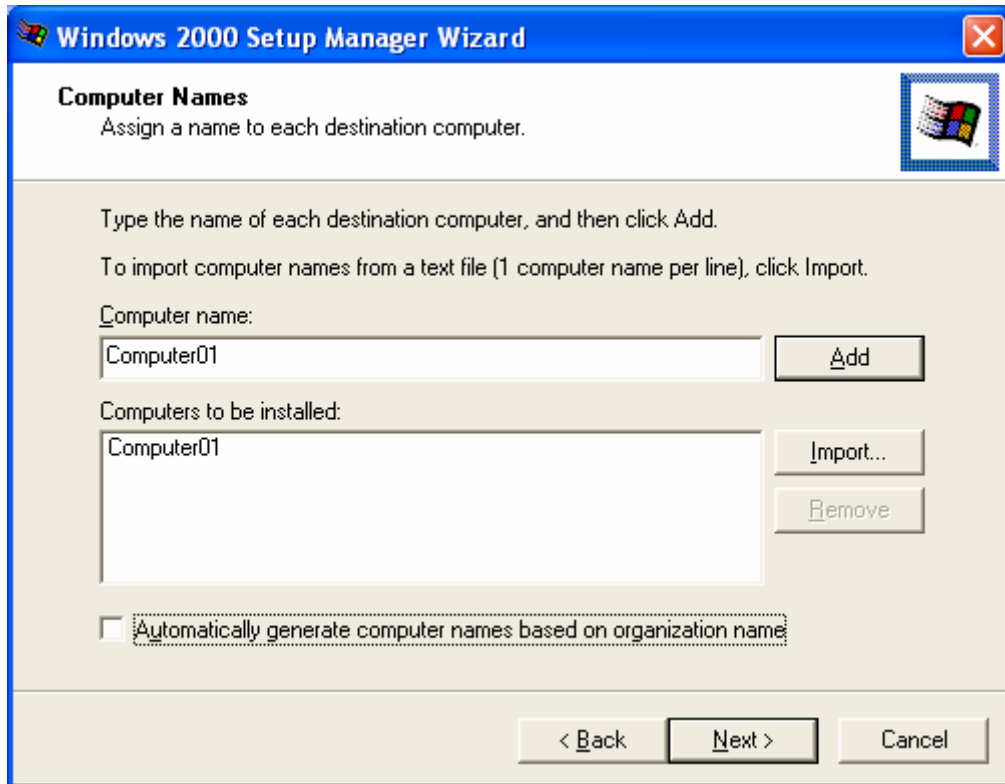 Windows 2000 Setup Manager Wizard
Computer Names
Assign a name to each destination computer.
Type the name of each destination computer, and then click Add.
To import computer names from a text file (1 computer name per line), click Import.
Computer name:
Computer01
Add
Computers to be installed:
Computer01
Import...
Remove
Automatically generate computer names based on organization name
< Back
Next >
Cancel